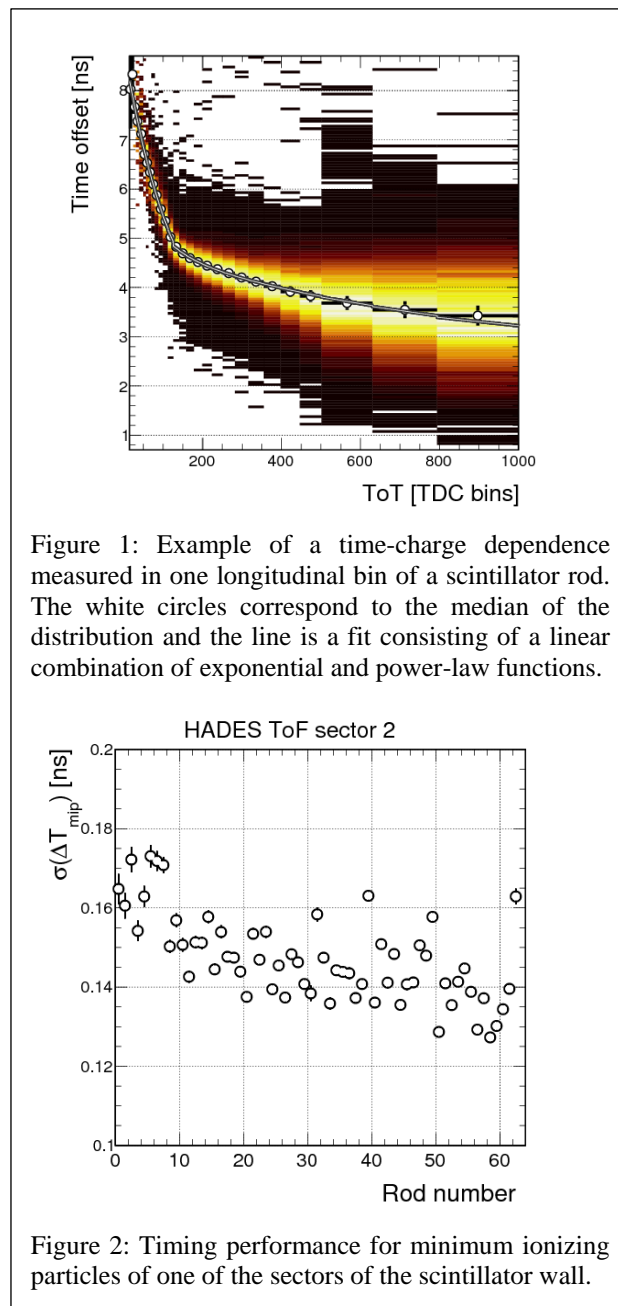 Time offset [ns]
8
7
6
5
4
3
2
1
200 400 600 800 1000
ToT [TDC bins]
Figure 1: Example of a time-charge dependence
measured in one longitudinal bin of a scintillator rod.
The white circles correspond to the median of the
distribution and the line is a fit consisting of a linear
combination of exponential and power-law functions.
HADES ToF sector 2
σ(ΔT_mip) [ns]
0.2
0.18
0.16
0.14
0.12
0.1
0 10 20 30 40 50 60
Rod number
Figure 2: Timing performance for minimum ionizing
particles of one of the sectors of the scintillator wall.